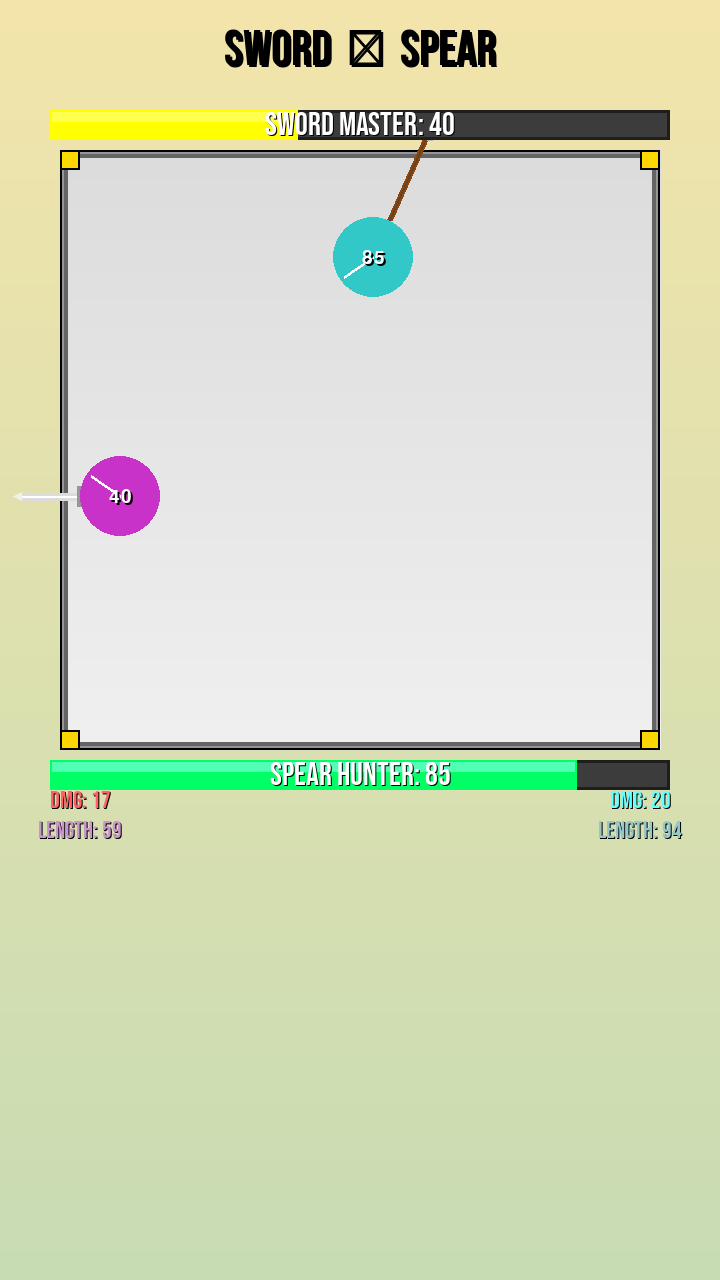 SWORD SPEAR
SWORD MASTER: 40
85
40
SPEAR HUNTER: 85
DMG: 17 DMG: 20
LENGTH: 59 LENGTH: 94